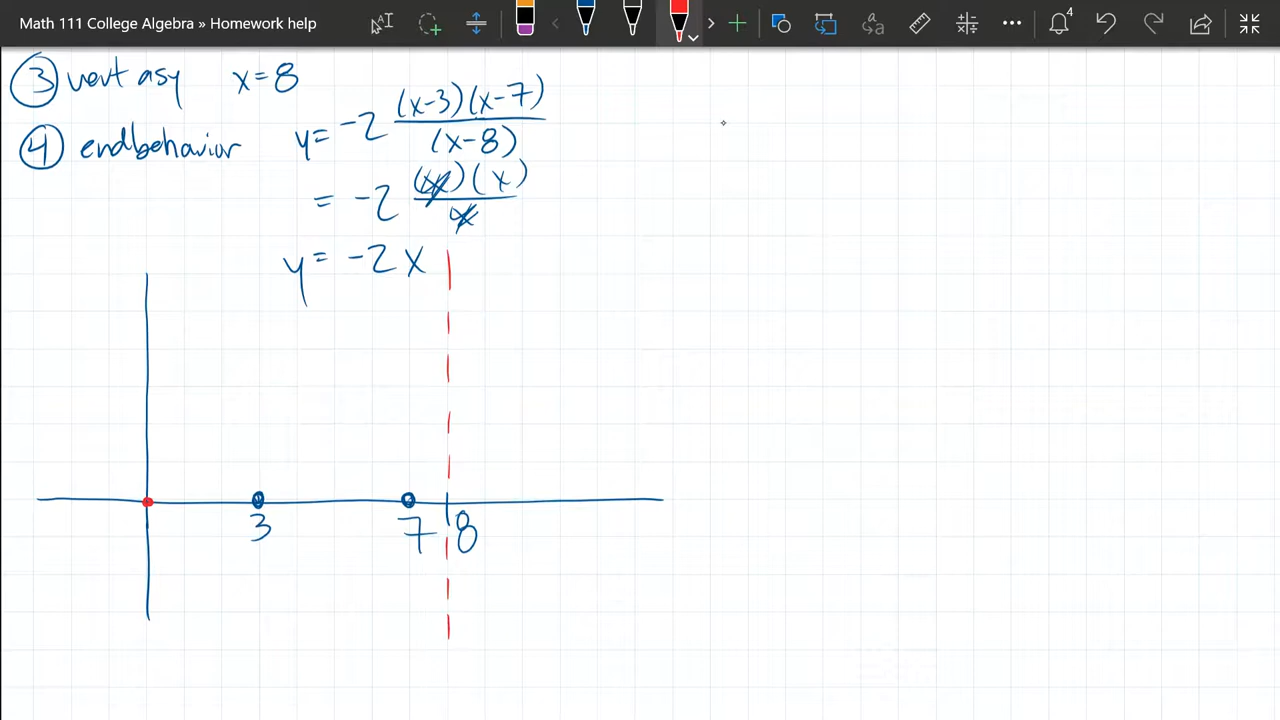 Math 111 College Algebra » Homework help
4
③ vert asy x=8
④ endbehavior y= -2 (x-3)(x-7)/(x-8)
= -2 (x)(x)/x
y= -2x
3 7 8